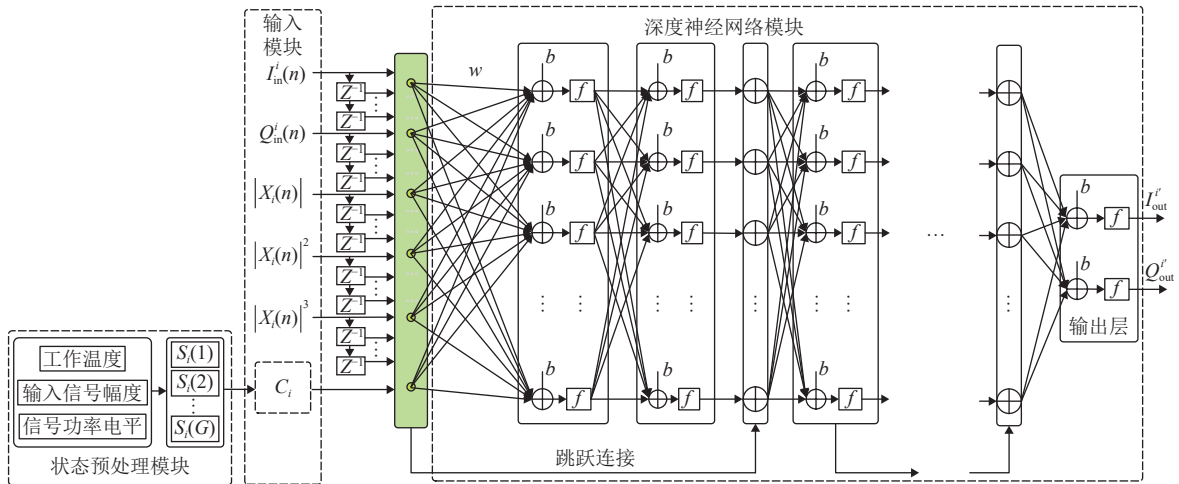 输入
模块
深度神经网络模块
I_in^i(n)
Z⁻¹
Z⁻¹
Q_in^i(n)
Z⁻¹
Z⁻¹
|X_i(n)|
Z⁻¹
Z⁻¹
|X_i(n)|²
Z⁻¹
Z⁻¹
|X_i(n)|³
Z⁻¹
Z⁻¹
C_i
w
b f b f b f
b f b f b f
b f b f b f
⋮ ⋮ ⋮ ⋮ ⋮
b f b f b f
...
b f I_out^i'
b f Q_out^i'
输出层
工作温度
输入信号幅度
信号功率电平
S_i(1)
S_i(2)
⋮
S_i(G)
状态预处理模块
跳跃连接